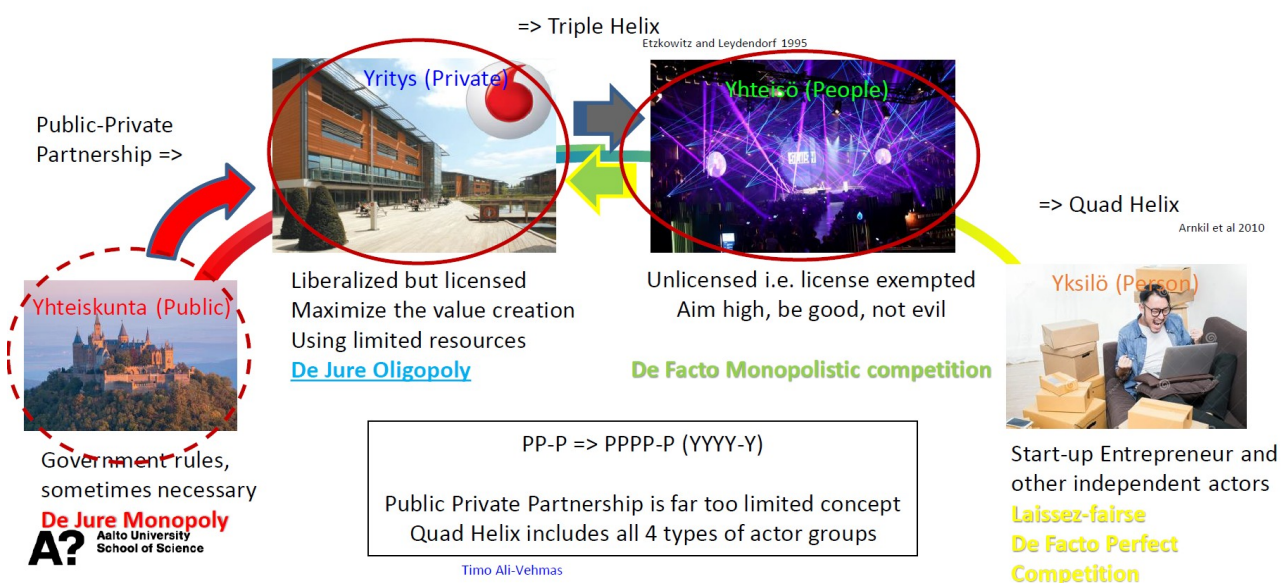 => Triple Helix
Etzkowitz and Leydendorf 1995
Yritys (Private)
Yhteisö (People)
Public-Private
Partnership =>
=> Quad Helix
Arnkil et al 2010
Yhteiskunta (Public)
Liberalized but licensed
Maximize the value creation
Using limited resources
De Jure Oligopoly
Unlicensed i.e. license exempted
Aim high, be good, not evil
De Facto Monopolistic competition
Yksilö (Person)
Government rules,
sometimes necessary
De Jure Monopoly
A?
Aalto University
School of Science
PP-P => PPPP-P (YYYY-Y)
Public Private Partnership is far too limited concept
Quad Helix includes all 4 types of actor groups
Timo Ali-Vehmas
Start-up Entrepreneur and
other independent actors
Laissez-fairse
De Facto Perfect
Competition